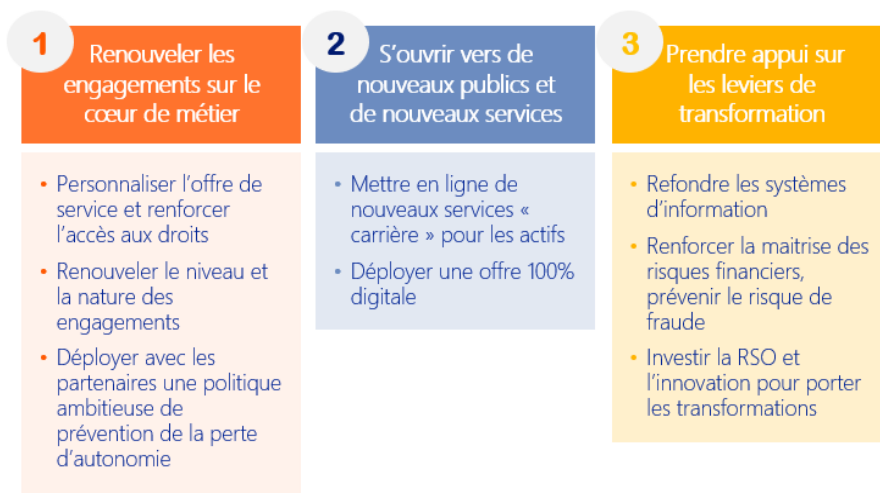 1
Renouveler les
engagements sur le
cœur de métier
• Personnaliser l'offre de
service et renforcer
l'accès aux droits
• Renouveler le niveau et
la nature des
engagements
• Déployer avec les
partenaires une politique
ambitieuse de
prévention de la perte
d'autonomie
2
S'ouvrir vers de
nouveaux publics et
de nouveaux services
• Mettre en ligne de
nouveaux services «
carrière » pour les actifs
• Déployer une offre 100%
digitale
3
Prendre appui sur
les leviers de
transformation
• Refondre les systèmes
d'information
• Renforcer la maitrise des
risques financiers,
prévenir le risque de
fraude
• Investir la RSO et
l'innovation pour porter
les transformations